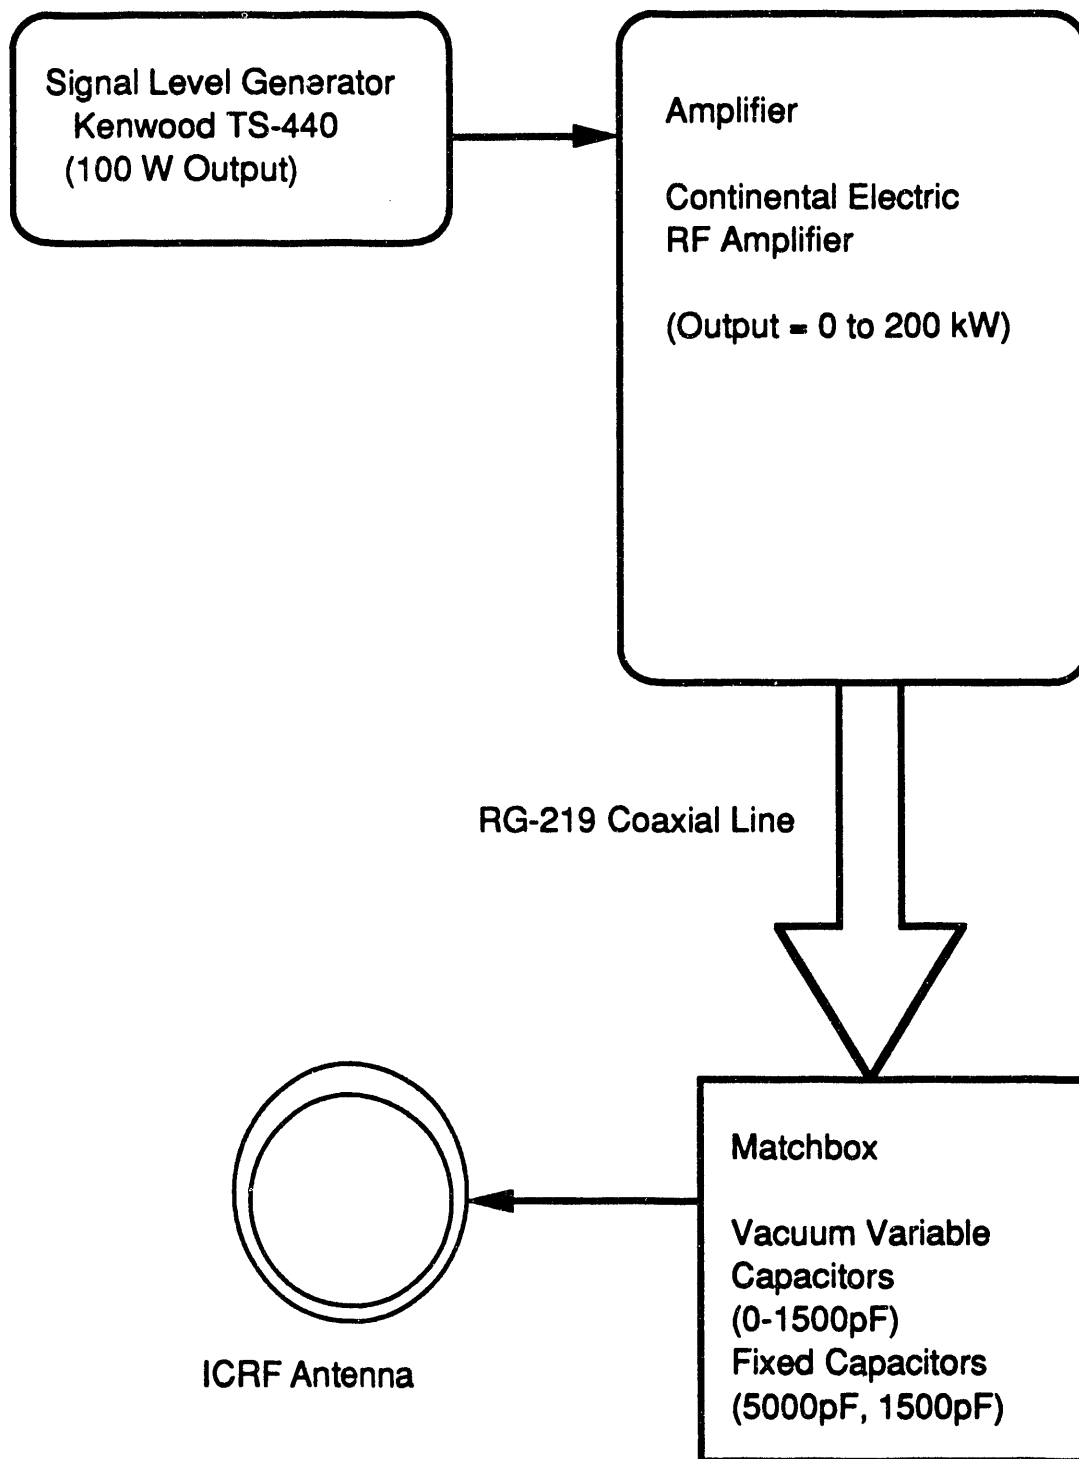 Signal Level Generator
Kenwood TS-440
(100 W Output)
Amplifier
Continental Electric
RF Amplifier
(Output = 0 to 200 kW)
RG-219 Coaxial Line
Matchbox
Vacuum Variable
Capacitors
(0-1500pF)
Fixed Capacitors
(5000pF, 1500pF)
ICRF Antenna